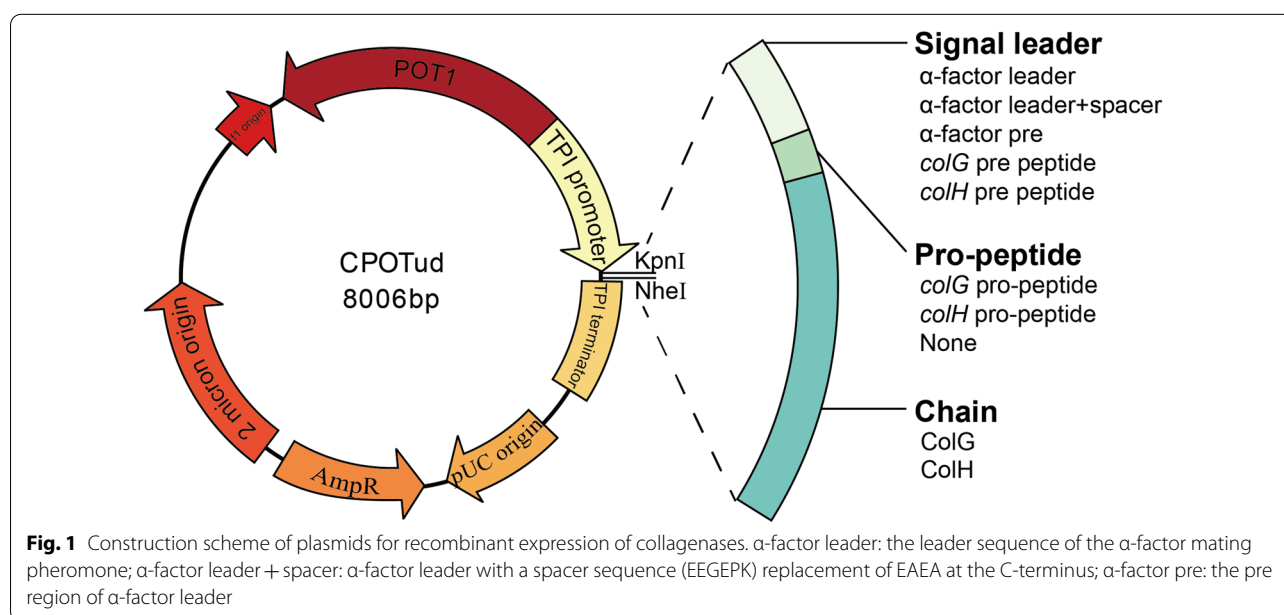 POT1
f1 origin
TPI promoter
KpnI
NheI
CPOTud
8006bp
TPI terminator
2 micron origin
pUC origin
AmpR
Signal leader
α-factor leader
α-factor leader+spacer
α-factor pre
colG pre peptide
colH pre peptide
Pro-peptide
colG pro-peptide
colH pro-peptide
None
Chain
ColG
ColH
Fig. 1 Construction scheme of plasmids for recombinant expression of collagenases. α-factor leader: the leader sequence of the α-factor mating
pheromone; α-factor leader + spacer: α-factor leader with a spacer sequence (EEGEPK) replacement of EAEA at the C-terminus; α-factor pre: the pre
region of α-factor leader